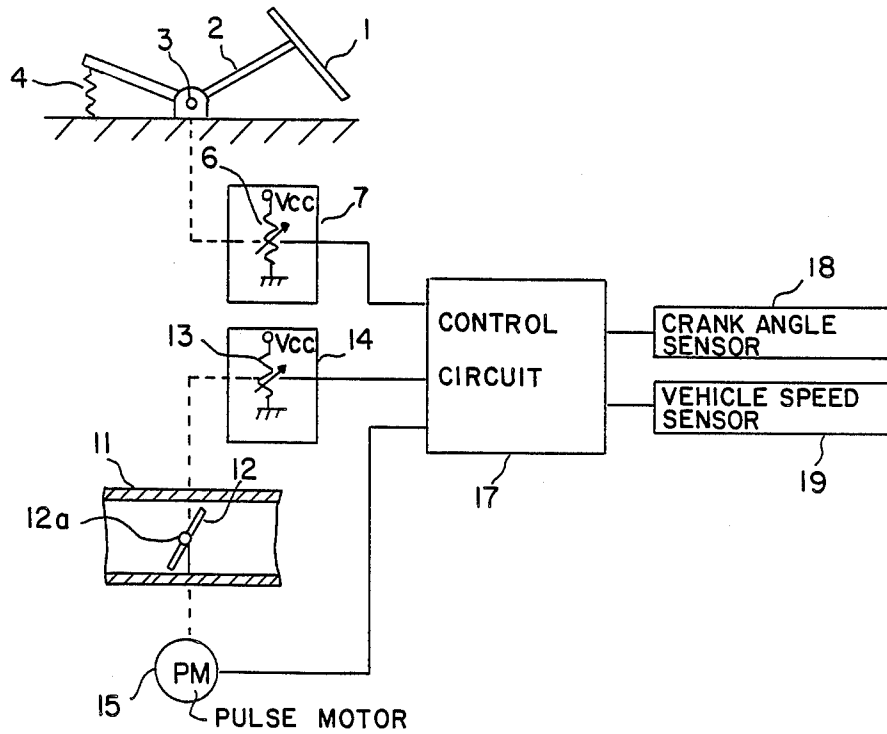 1
2
3
4
6
Vcc
7
18
CRANK ANGLE
SENSOR
CONTROL
CIRCUIT
13
Vcc
14
VEHICLE SPEED
SENSOR
17
19
11
12
12a
PM
15
PULSE MOTOR